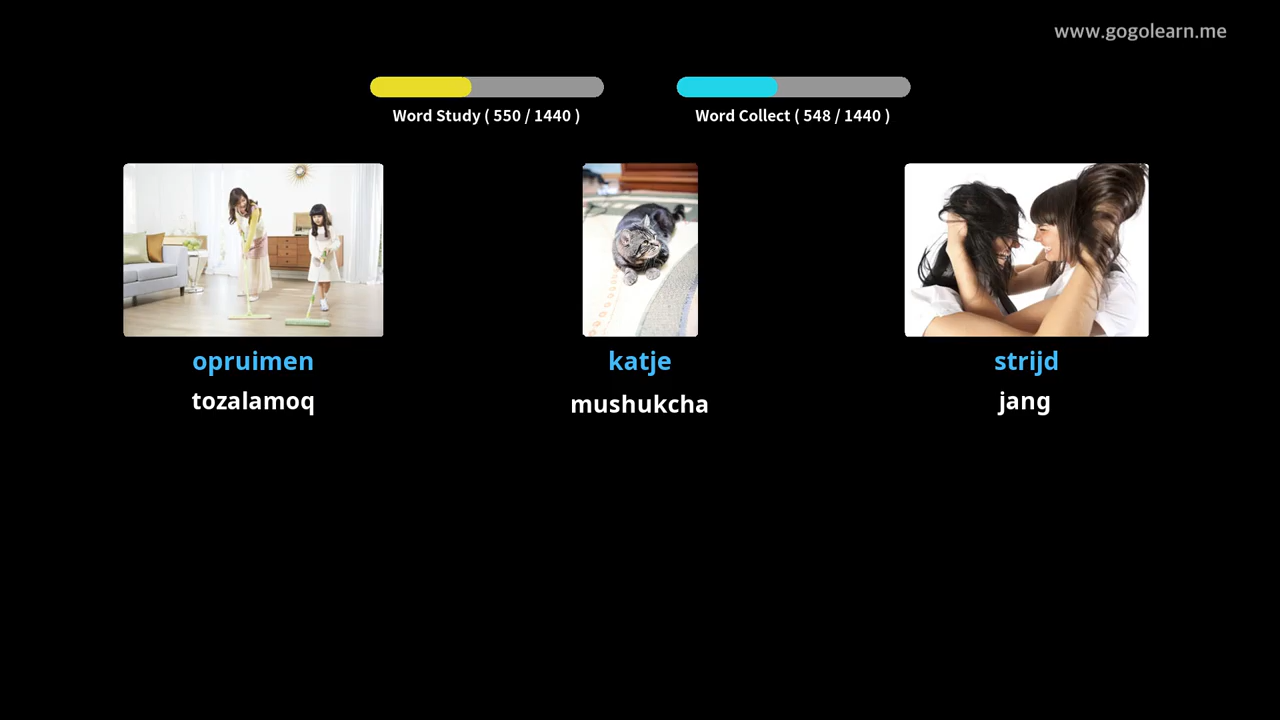 www.gogolearn.me
Word Study ( 550 / 1440 )
Word Collect ( 548 / 1440 )
opruimen
katje
strijd
tozalamoq
mushukcha
jang